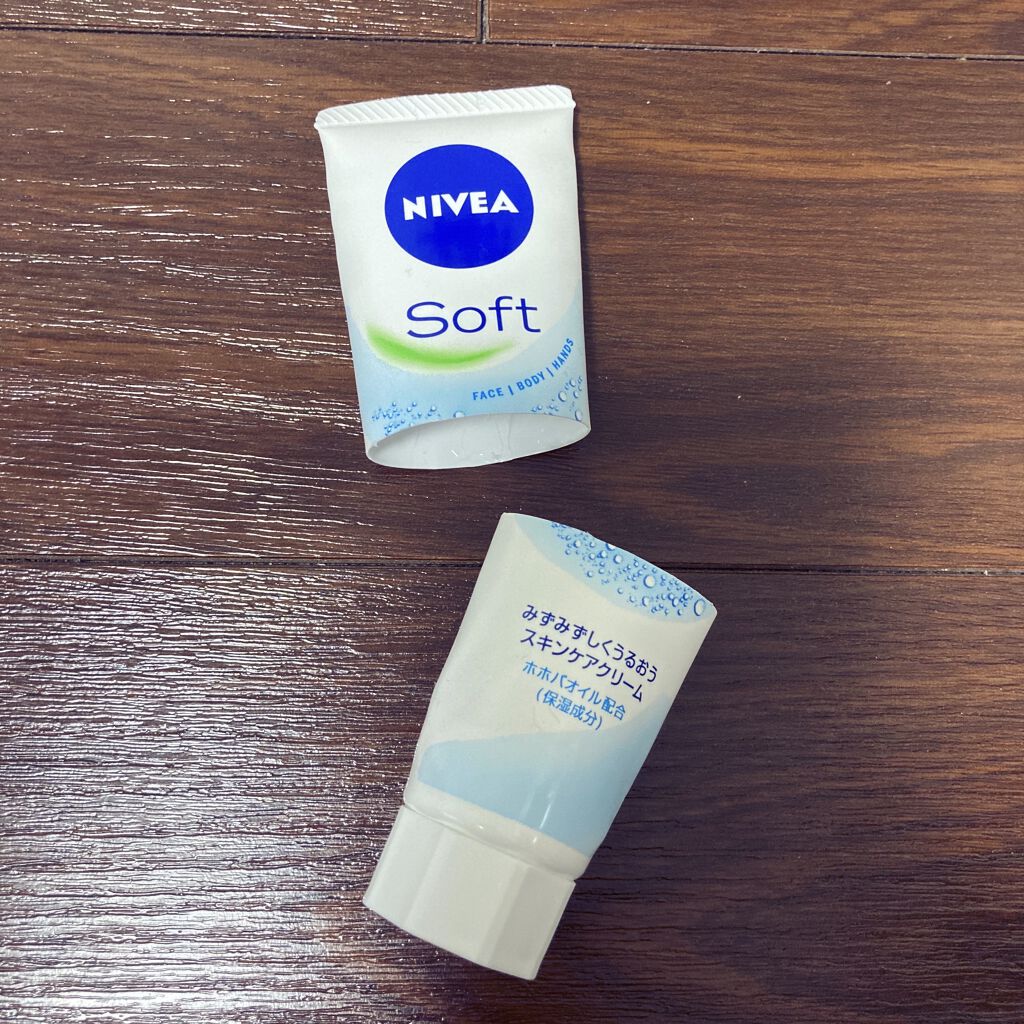 NIVEA
Soft
FACE | BODY | HANDS
みずみずしくうるおう
スキンケアクリーム
ホホバオイル配合
(保湿成分)